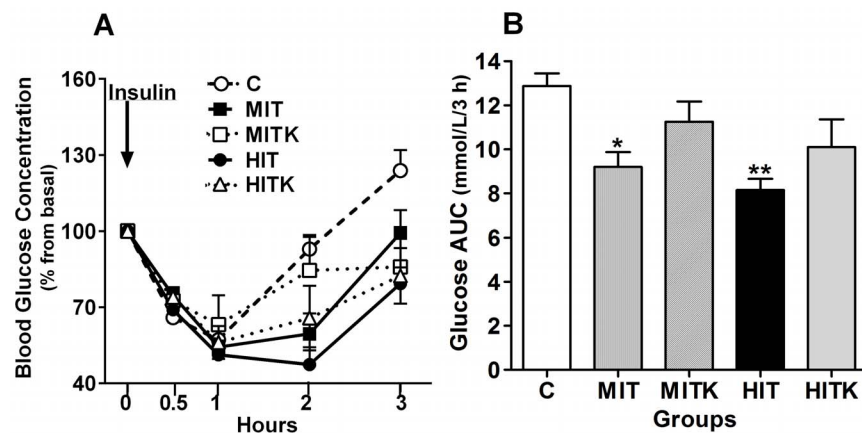 A
Blood Glucose Concentration
(% from basal)
160
130
100
70
40
Insulin
C
MIT
MITK
HIT
HITK
0 0.5 1 2 3
Hours
B
Glucose AUC (mmol/L/3 h)
14
12
10
8
6
4
2
0
*
**
C MIT MITK HIT HITK
Groups